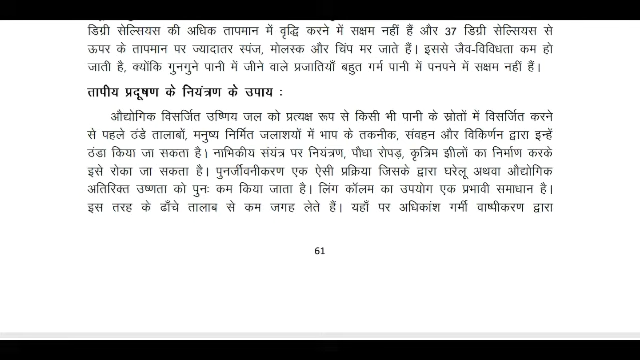 डिग्री सेल्सियस की अधिक तापमान में वृद्धि करने में सक्षम नहीं हैं और 37 डिग्री सेल्सियस से
ऊपर के तापमान पर ज्यादातर स्पंज, मोलस्क और चिंप मर जाते हैं। इससे जैव-विविधता कम हो
जाती है, क्योंकि गुनगुने पानी में जीने वाले प्रजातियाँ बहुत गर्म पानी में पनपने में सक्षम नहीं हैं।
तापीय प्रदूषण के नियंत्रण के उपाय :
औद्योगिक विसर्जित उष्णिय जल को प्रत्यक्ष रूप से किसी भी पानी के स्रोतों में विसर्जित करने
से पहले ठंडे तालाबों, मनुष्य निर्मित जलाशयों में भाप के तकनीक, संवहन और विकिर्णन द्वारा इन्हें
ठंडा किया जा सकता है। नाभिकीय संयंत्र पर नियंत्रण, पौधा रोपड़, कृत्रिम झीलों का निर्माण करके
इसे रोका जा सकता है। पुनर्जीवनीकरण एक ऐसी प्रक्रिया जिसके द्वारा घरेलू अथवा औद्योगिक
अतिरिक्त उष्णता को पुनः कम किया जाता है। लिंग कॉलम का उपयोग एक प्रभावी समाधान है।
इस तरह के ढाँचे तालाब से कम जगह लेते हैं। यहाँ पर अधिकांश गर्मी वाष्पीकरण द्वारा
61